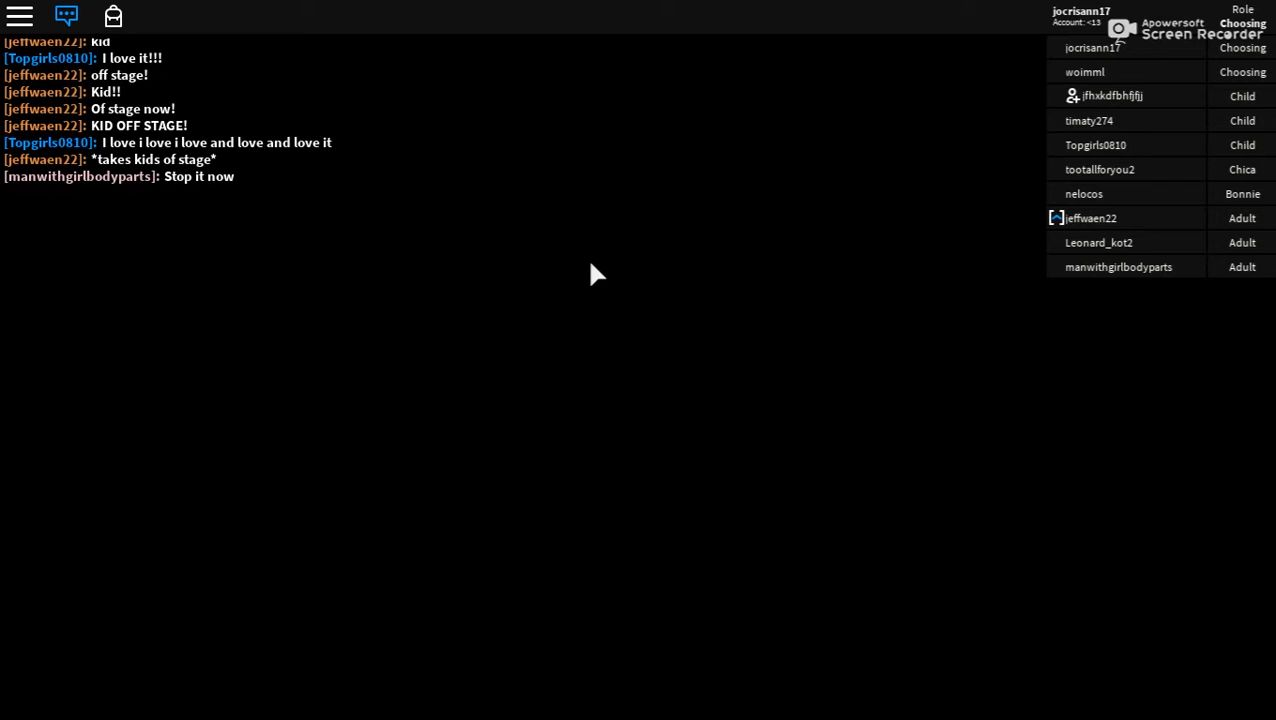 jocrisann17 Role
Account: <13 Choosing
Apowersoft
Screen Recorder
[jeffwaen22]: kid
[Topgirls0810]: I love it!!!
[jeffwaen22]: off stage!
[jeffwaen22]: Kid!!
[jeffwaen22]: Of stage now!
[jeffwaen22]: KID OFF STAGE!
[Topgirls0810]: I love i love i love and love and love it
[jeffwaen22]: *takes kids of stage*
[manwithgirlbodyparts]: Stop it now
jocrisann17 Choosing
woimml Choosing
jfhxkdfbhfjfjj Child
timaty274 Child
Topgirls0810 Child
tootallforyou2 Chica
nelocos Bonnie
jeffwaen22 Adult
Leonard_kot2 Adult
manwithgirlbodyparts Adult